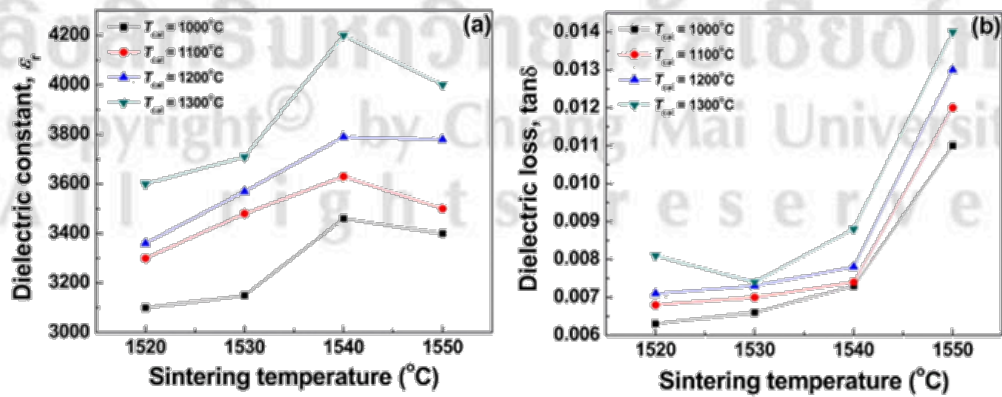 (a)
T_cal = 1000°C
T_cal = 1100°C
T_cal = 1200°C
T_cal = 1300°C
Dielectric constant, ε_r
4200
4000
3800
3600
3400
3200
3000
1520 1530 1540 1550
Sintering temperature (°C)
(b)
T_cal = 1000°C
T_cal = 1100°C
T_cal = 1200°C
T_cal = 1300°C
Dielectric loss, tanδ
0.014
0.013
0.012
0.011
0.010
0.009
0.008
0.007
0.006
1520 1530 1540 1550
Sintering temperature (°C)
Copyright© by Chiang Mai Universit
All rights reserve